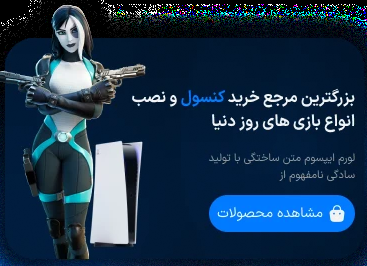 بزرگترین مرجع خرید کنسول و نصب
انواع بازی های روز دنیا
لورم ایپسوم متن ساختگی با تولید
سادگی نامفهوم از
مشاهده محصولات